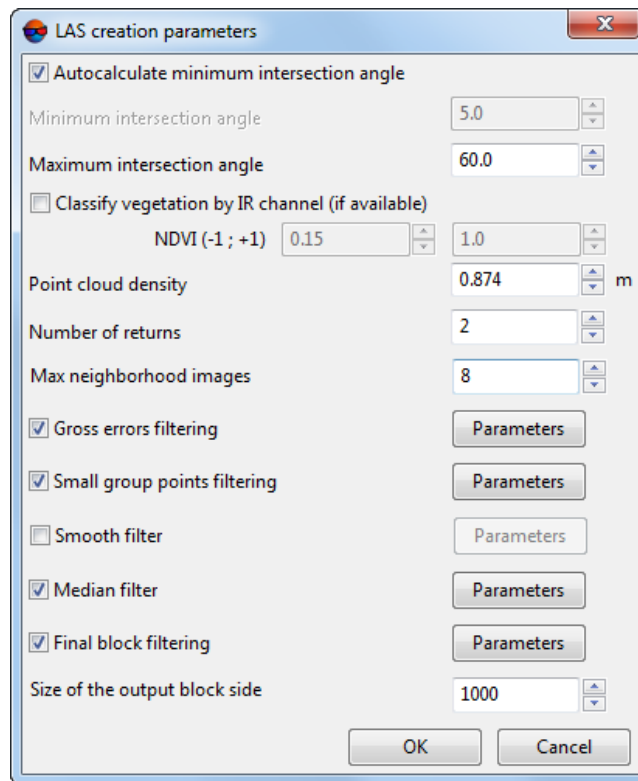 LAS creation parameters
Autocalculate minimum intersection angle
Minimum intersection angle 5.0
Maximum intersection angle 60.0
Classify vegetation by IR channel (if available)
NDVI (-1 ; +1) 0.15 1.0
Point cloud density 0.874 m
Number of returns 2
Max neighborhood images 8
Gross errors filtering Parameters
Small group points filtering Parameters
Smooth filter Parameters
Median filter Parameters
Final block filtering Parameters
Size of the output block side 1000
OK Cancel